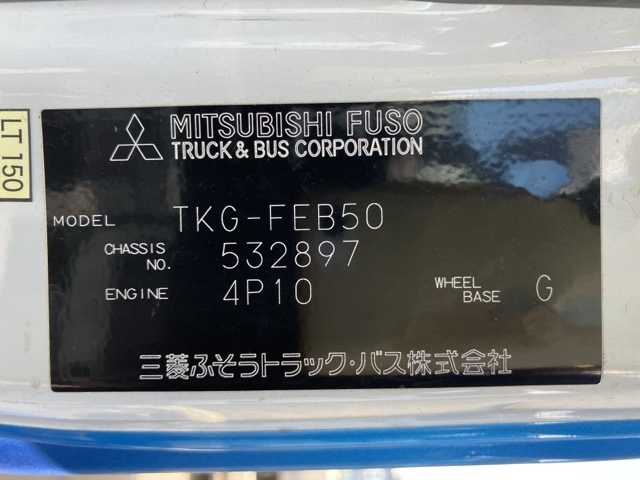 MITSUBISHI FUSO
TRUCK & BUS CORPORATION
LT 150
MODEL TKG-FEB50
CHASSIS NO. 532897
ENGINE 4P10 WHEEL BASE G
三菱ふそうトラック・バス株式会社